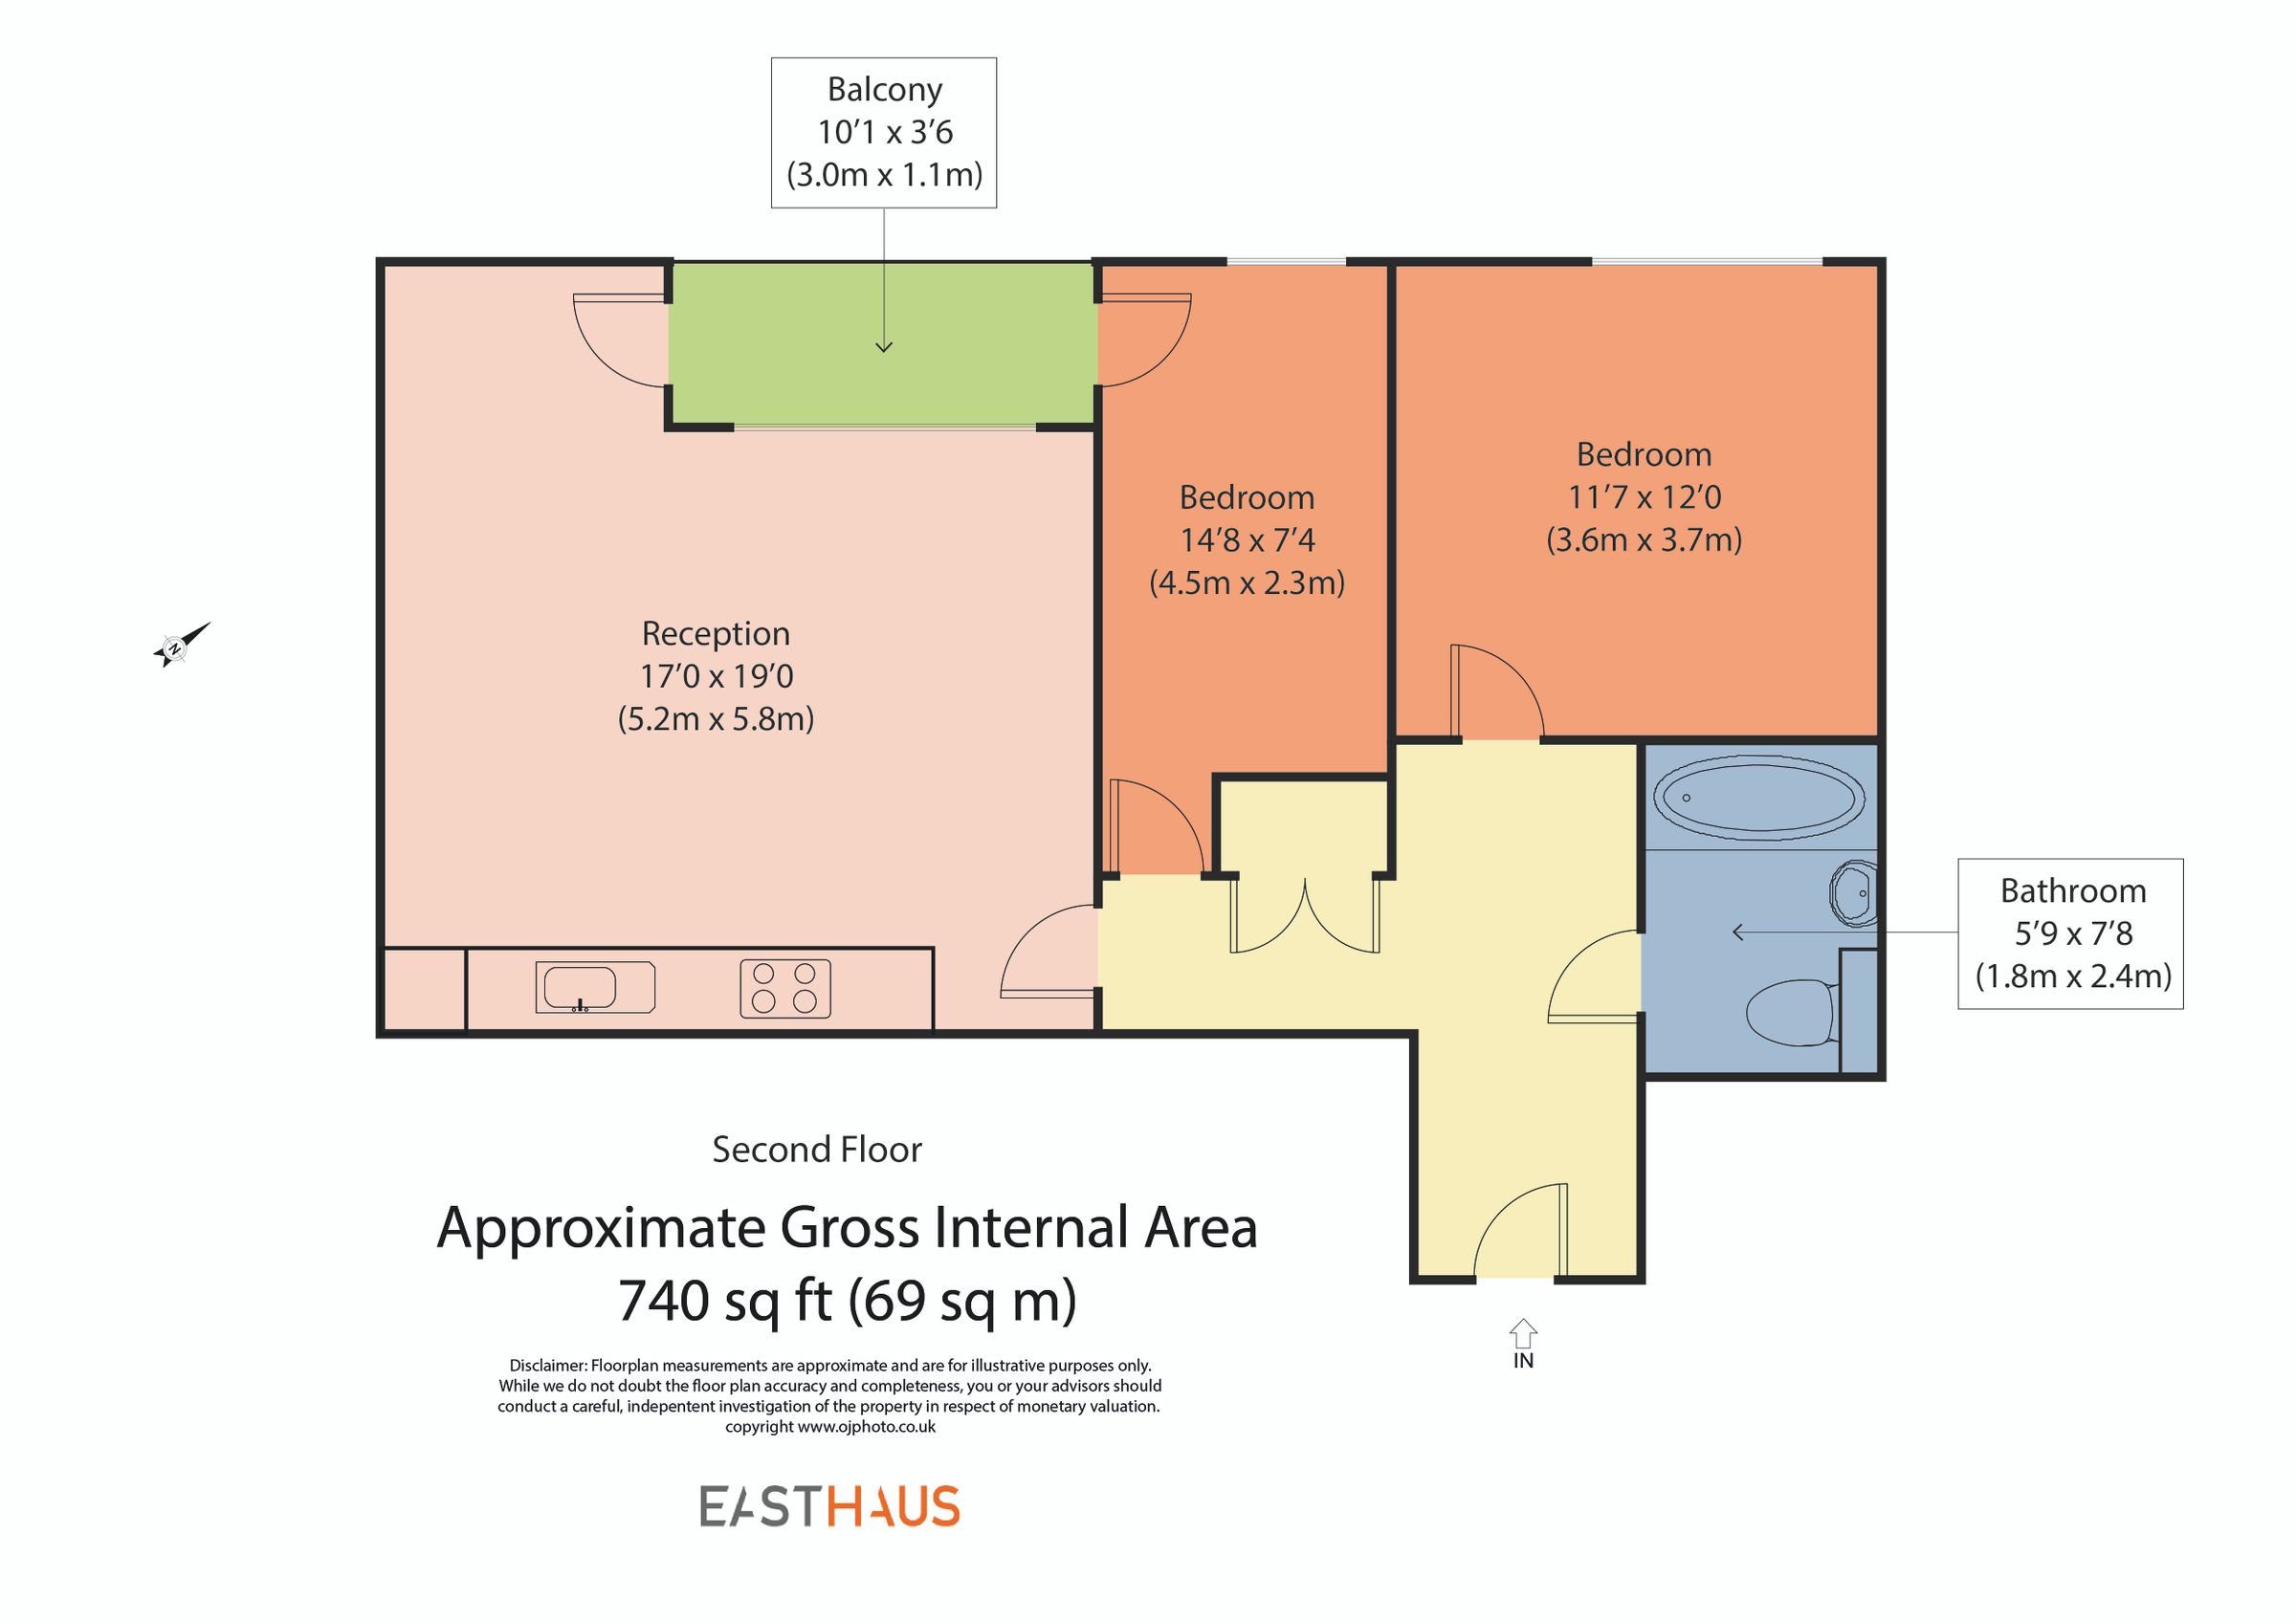 Balcony
10’1 x 3’6
(3.0m x 1.1m)
Bedroom
11’7 x 12’0
(3.6m x 3.7m)
Bedroom
14’8 x 7’4
(4.5m x 2.3m)
Reception
17’0 x 19’0
(5.2m x 5.8m)
N
Bathroom
5’9 x 7’8
(1.8m x 2.4m)
Second Floor
Approximate Gross Internal Area
740 sq ft (69 sq m)
IN
Disclaimer: Floorplan measurements are approximate and are for illustrative purposes only.
While we do not doubt the floor plan accuracy and completeness, you or your advisors should
conduct a careful, indepentent investigation of the property in respect of monetary valuation.
copyright www.ojphoto.co.uk
EASTHAUS